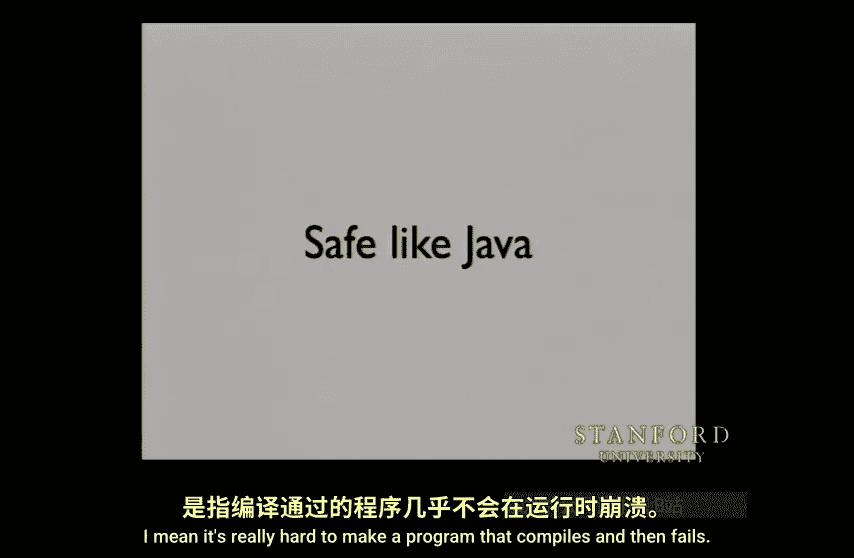 Safe like Java
STANFORD
UNIVERSITY
是指编译通过的程序几乎不会在运行时崩溃。
I mean it's really hard to make a program that compiles and then fails.